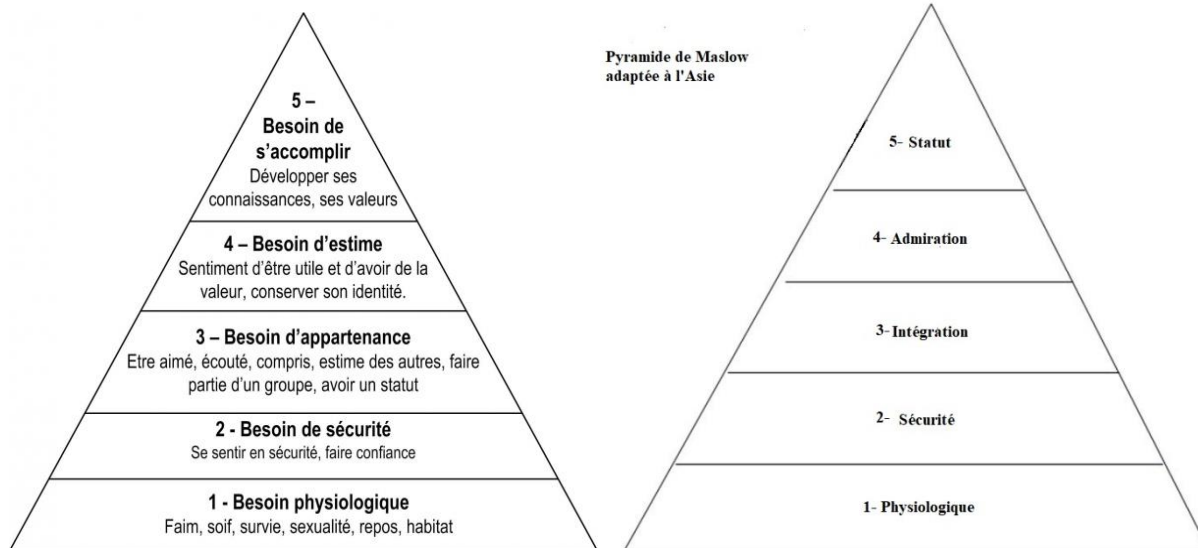 5 –
Besoin de
s’accomplir
Développer ses
connaissances, ses valeurs
4 – Besoin d’estime
Sentiment d’être utile et d’avoir de la
valeur, conserver son identité.
3 – Besoin d’appartenance
Etre aimé, écouté, compris, estime des autres, faire
partie d’un groupe, avoir un statut
2 - Besoin de sécurité
Se sentir en sécurité, faire confiance
1 - Besoin physiologique
Faim, soif, survie, sexualité, repos, habitat
Pyramide de Maslow
adaptée à l'Asie
5- Statut
4- Admiration
3- Intégration
2- Sécurité
1- Physiologique